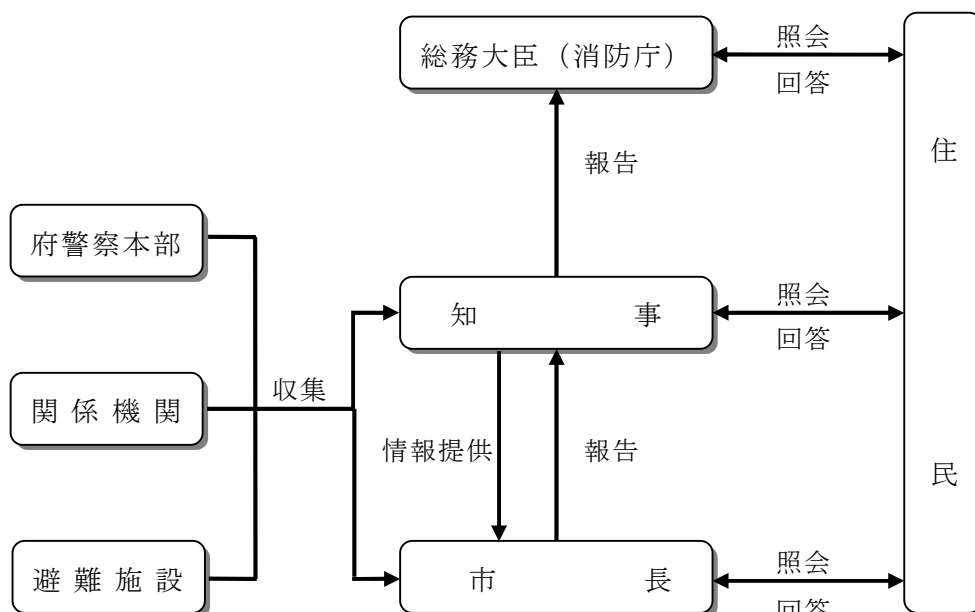 総務大臣（消防庁）
照会
回答
住民
報告
府警察本部
知事
照会
回答
関係機関
収集
情報提供
報告
避難施設
市長
照会
回答